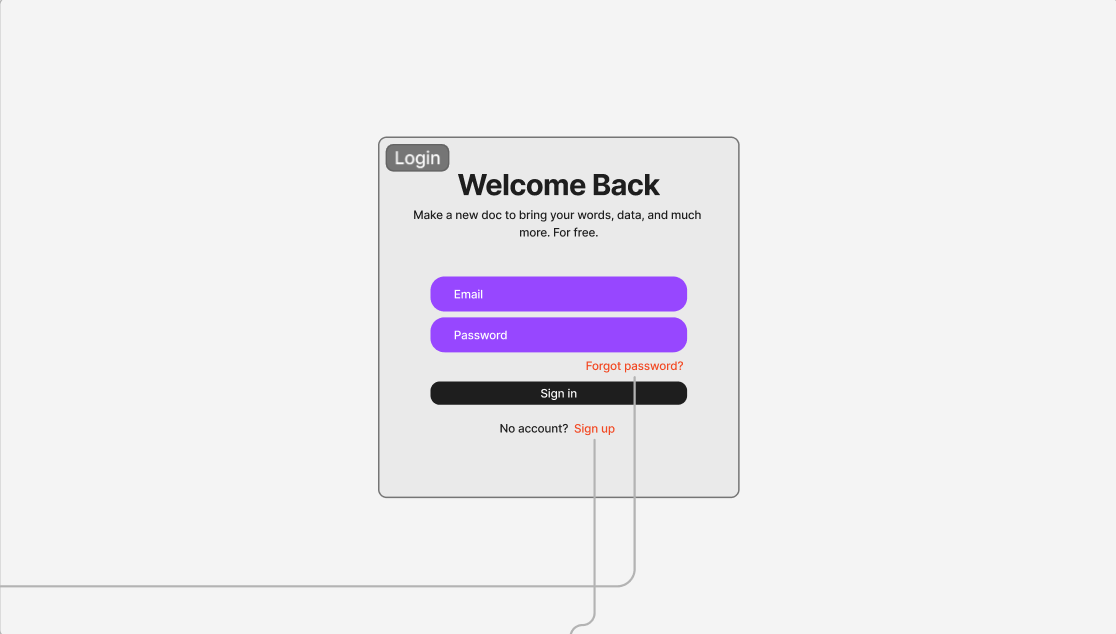 Login
Welcome Back
Make a new doc to bring your words, data, and much
more. For free.
Email
Password
Forgot password?
Sign in
No account? Sign up